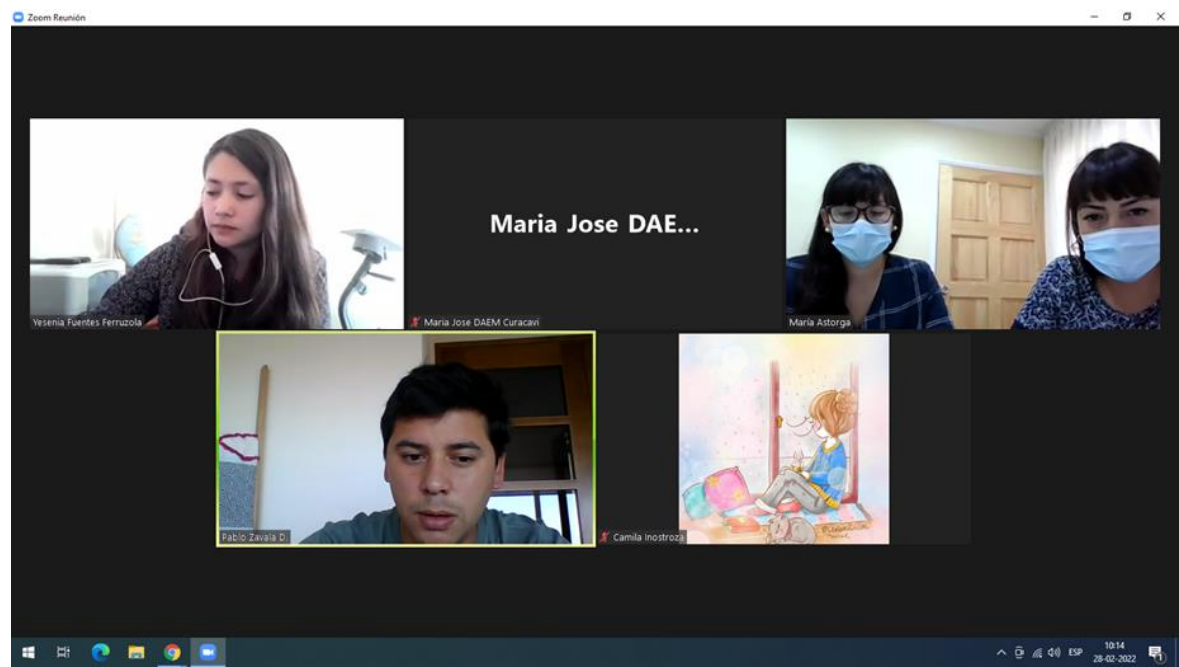 Zoom Reunión
Maria Jose DAE...
Yesenia Fuentes Ferruzola
Maria Jose DAEM Curacavi
María Astorga
Pablo Zavala D.
Camila Inostroza
ESP
10:14
28-02-2022
1